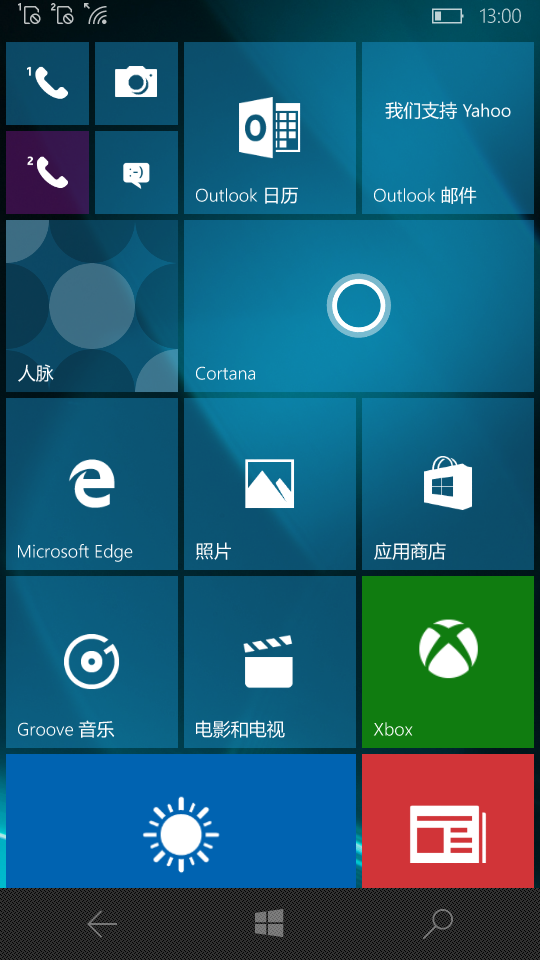 1 2 13:00
1
2
:-)
我们支持 Yahoo
Outlook 日历
Outlook 邮件
人脉
Cortana
Microsoft Edge
照片
应用商店
Groove 音乐
电影和电视
Xbox